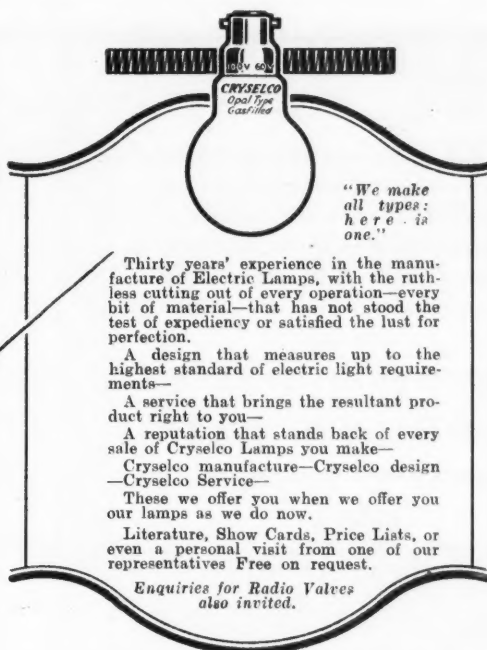 100V 60W
CRYSELCO
Opal Type
Gasfilled
"We make
all types:
here is
one."
Thirty years' experience in the manu-
facture of Electric Lamps, with the ruth-
less cutting out of every operation—every
bit of material—that has not stood the
test of expediency or satisfied the lust for
perfection.
A design that measures up to the
highest standard of electric light require-
ments—
A service that brings the resultant pro-
duct right to you—
A reputation that stands back of every
sale of Cryselco Lamps you make—
Cryselco manufacture—Cryselco design
—Cryselco Service—
These we offer you when we offer you
our lamps as we do now.
Literature, Show Cards, Price Lists, or
even a personal visit from one of our
representatives Free on request.
Enquiries for Radio Valves
also invited.